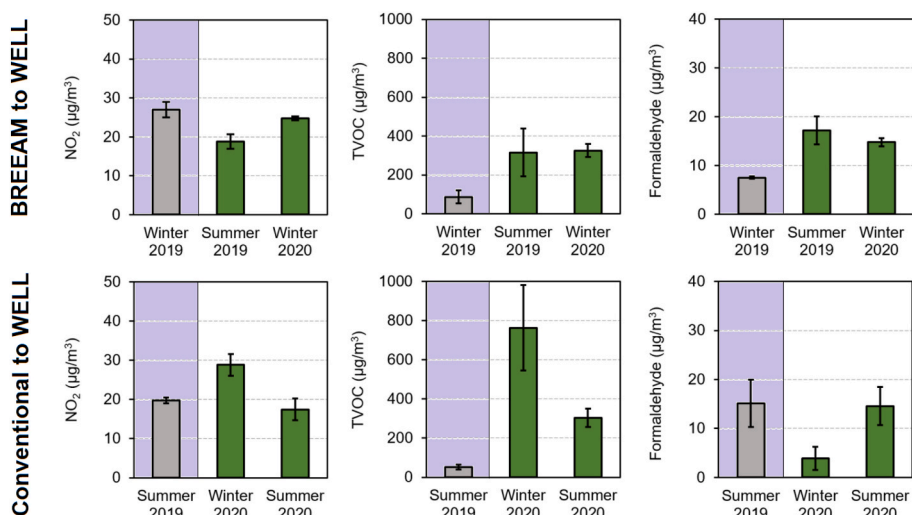 BREEAM to WELL
NO₂ (µg/m³)
50
40
30
20
10
0
Winter 2019
Summer 2019
Winter 2020
TVOC (µg/m³)
1000
800
600
400
200
0
Winter 2019
Summer 2019
Winter 2020
Formaldehyde (µg/m³)
40
30
20
10
0
Winter 2019
Summer 2019
Winter 2020
Conventional to WELL
NO₂ (µg/m³)
50
40
30
20
10
0
Summer 2019
Winter 2020
Summer 2020
TVOC (µg/m³)
1000
800
600
400
200
0
Summer 2019
Winter 2020
Summer 2020
Formaldehyde (µg/m³)
40
30
20
10
0
Summer 2019
Winter 2020
Summer 2020